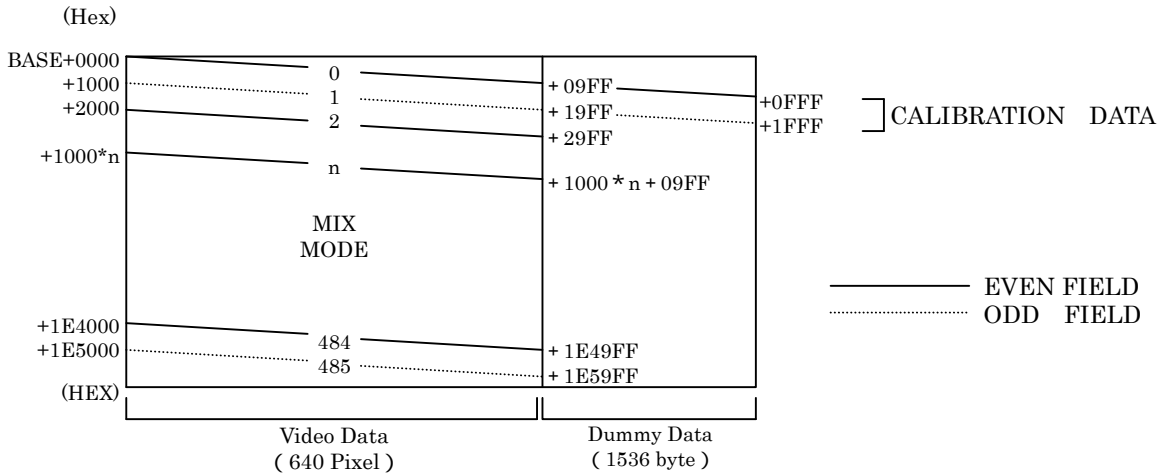 (Hex)
BASE+0000
0
+ 09FF
+0FFF
+1000
1
+ 19FF
+1FFF
CALIBRATION DATA
+2000
2
+ 29FF
+1000*n
n
+ 1000 * n + 09FF
MIX
MODE
EVEN FIELD
ODD FIELD
+1E4000
484
+ 1E49FF
+1E5000
485
+ 1E59FF
(HEX)
Video Data
( 640 Pixel )
Dummy Data
( 1536 byte )